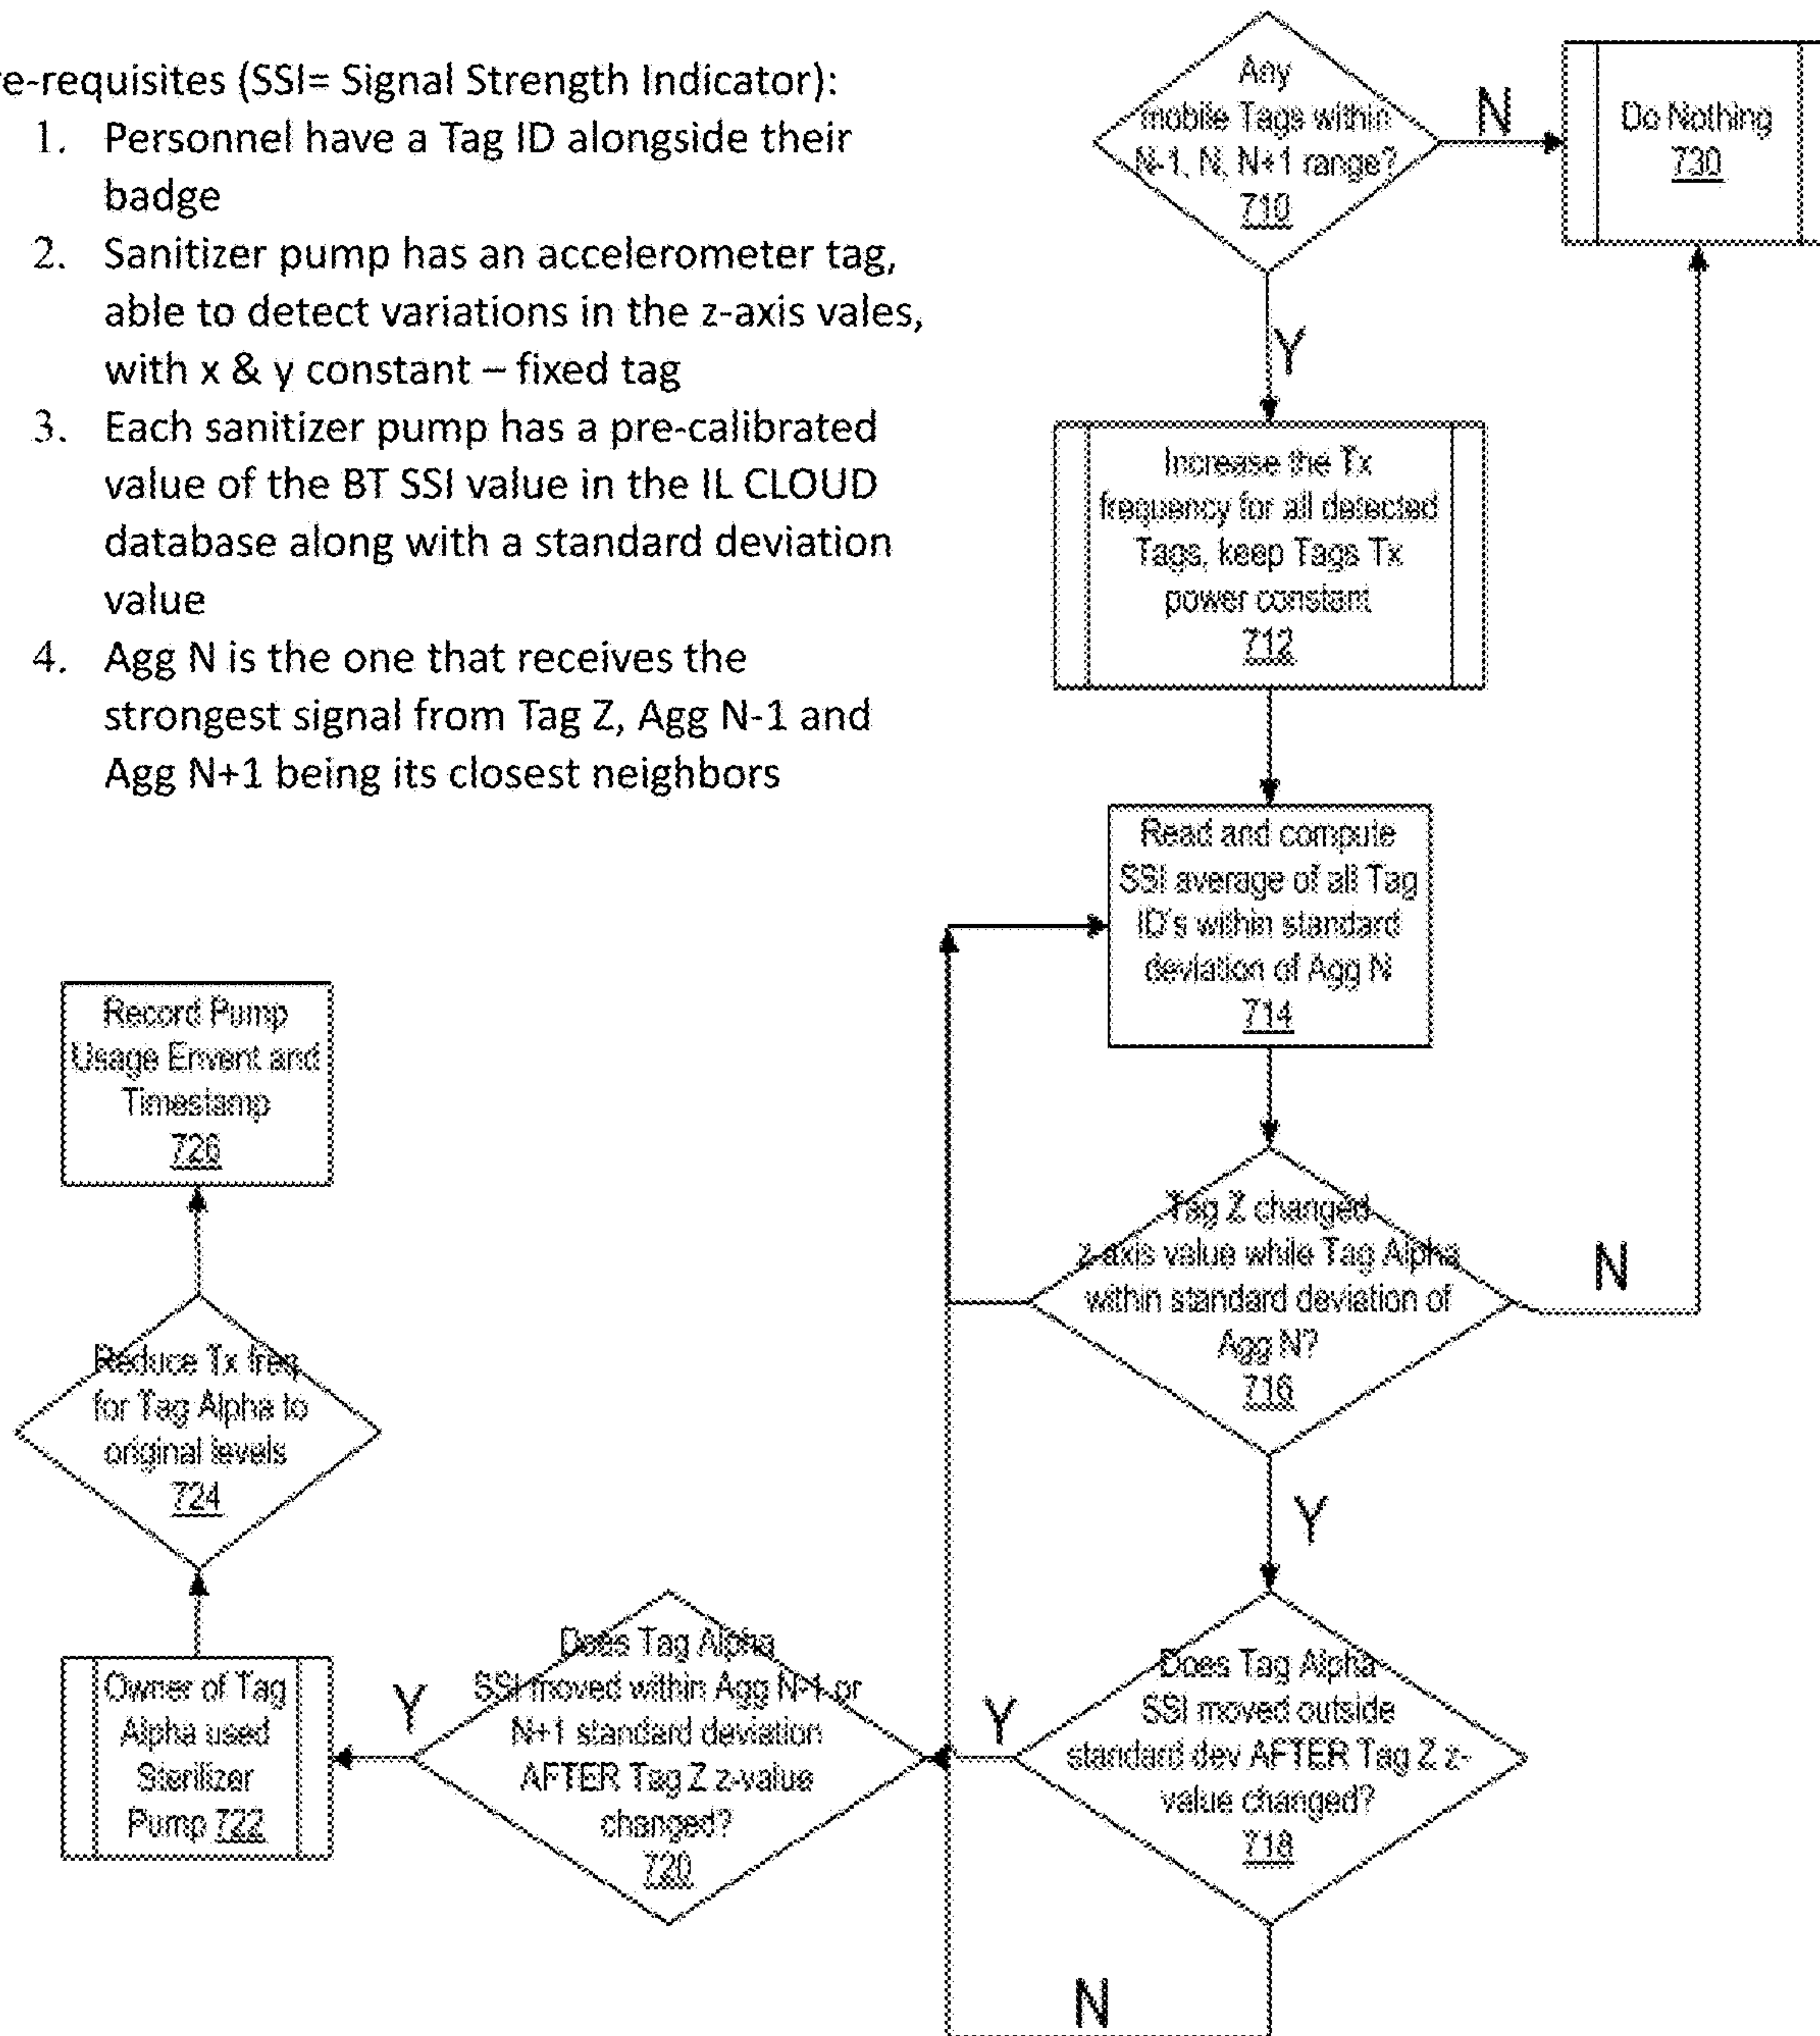 re-requisites (SSI= Signal Strength Indicator):
1. Personnel have a Tag ID alongside their
badge
2. Sanitizer pump has an accelerometer tag,
able to detect variations in the z-axis vales,
with x & y constant – fixed tag
3. Each sanitizer pump has a pre-calibrated
value of the BT SSI value in the IL CLOUD
database along with a standard deviation
value
4. Agg N is the one that receives the
strongest signal from Tag Z, Agg N-1 and
Agg N+1 being its closest neighbors
Any
mobile Tags within
N-1, N, N+1 range?
710
N
Do Nothing
730
Y
Increase the Tx
frequency for all detected
Tags, keep Tags Tx
power constant
712
Read and compute
SSI average of all Tag
ID's within standard
deviation of Agg N
714
Tag Z changed
z-axis value while Tag Alpha
within standard deviation of
Agg N?
716
N
Y
Does Tag Alpha
SSI moved outside
standard dev AFTER Tag Z z-
value changed?
718
N
Y
Does Tag Alpha
SSI moved within Agg N-1 or
N+1 standard deviation
AFTER Tag Z z-value
changed?
720
Y
Owner of Tag
Alpha used
Sterilizer
Pump 722
Reduce Tx freq
for Tag Alpha to
original levels
724
Record Pump
Usage Envent and
Timestamp
726